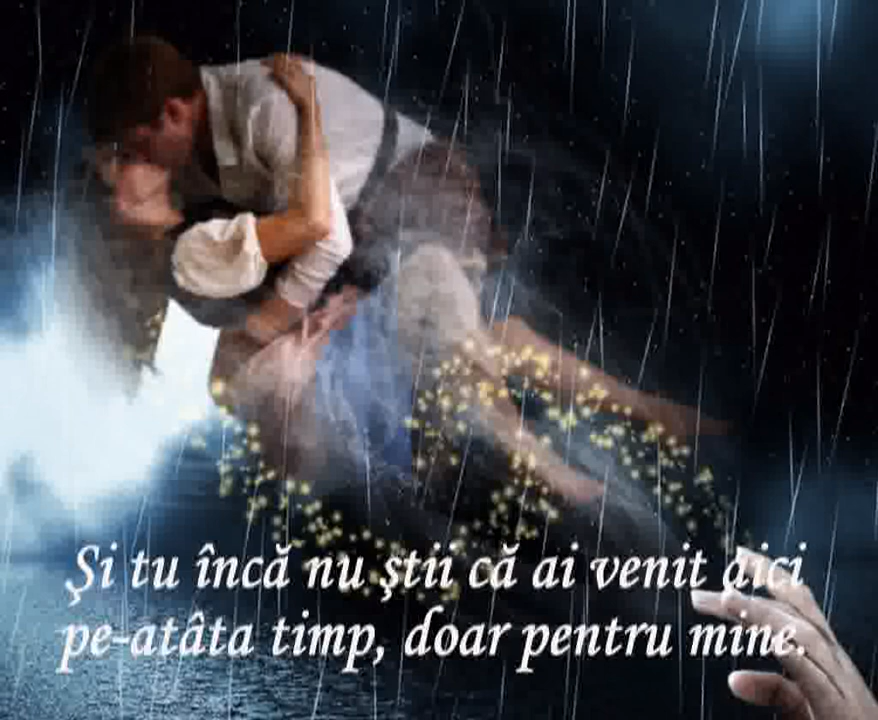 Şi tu încă nu ştii că ai venit aici
pe-atâta timp, doar pentru mine.